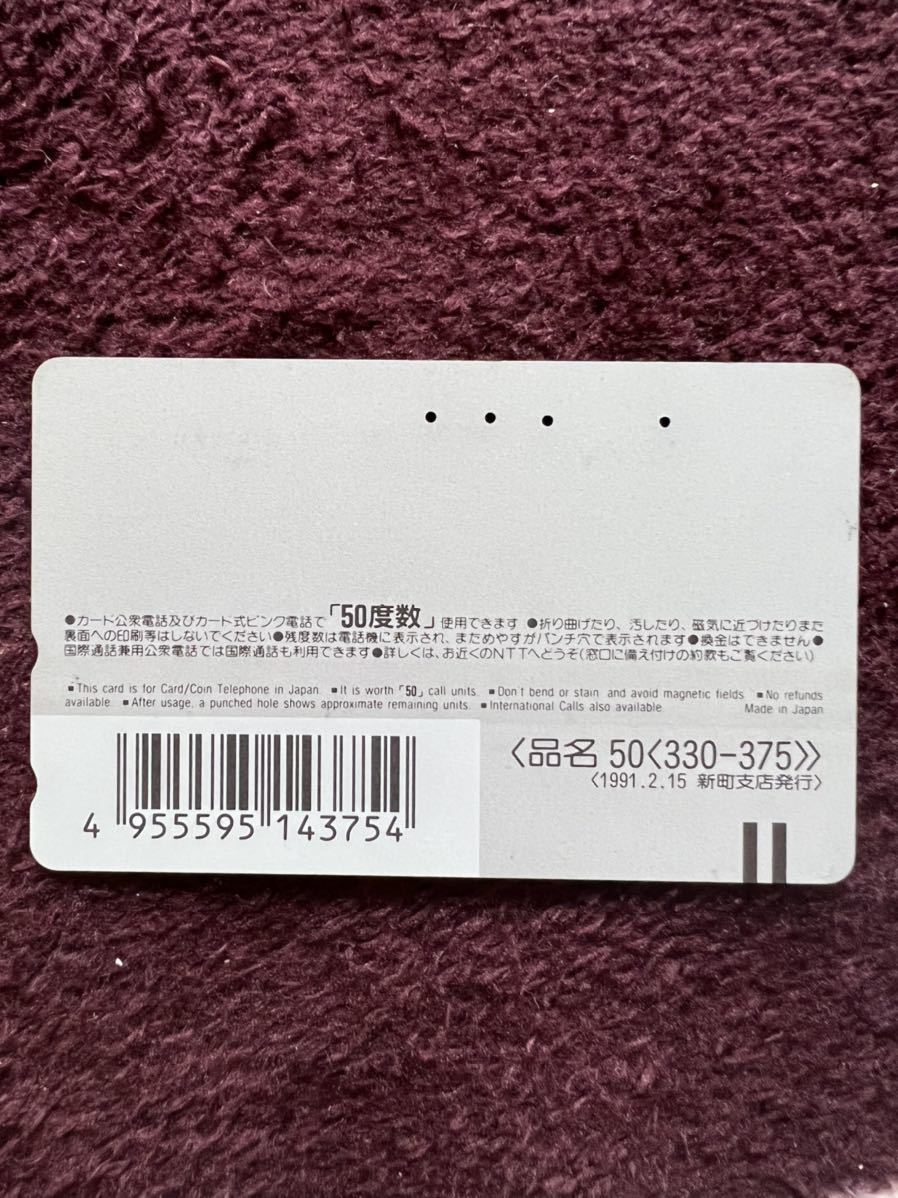 ●カード公衆電話及びカード式ピンク電話で「50度数」使用できます ●折り曲げたり、汚したり、磁気に近づけたりまた
裏面への印刷等はしないでください●残度数は電話機に表示され、まためやすがパンチ穴で表示されます●換金はできません●
国際通話兼用公衆電話では国際通話も利用できます●詳しくは、お近くのNTTへどうぞ(窓口に備え付けの約款もご覧ください)
■This card is for Card/Coin Telephone in Japan. ■It is worth「50」call units. ■Don't bend or stain and avoid magnetic fields. ■No refunds
available. ■After usage, a punched hole shows approximate remaining units. ■International Calls also available.
Made in Japan
〈品名 50〈330-375〉〉
〈1991.2.15 新町支店発行〉
4 955595 143754